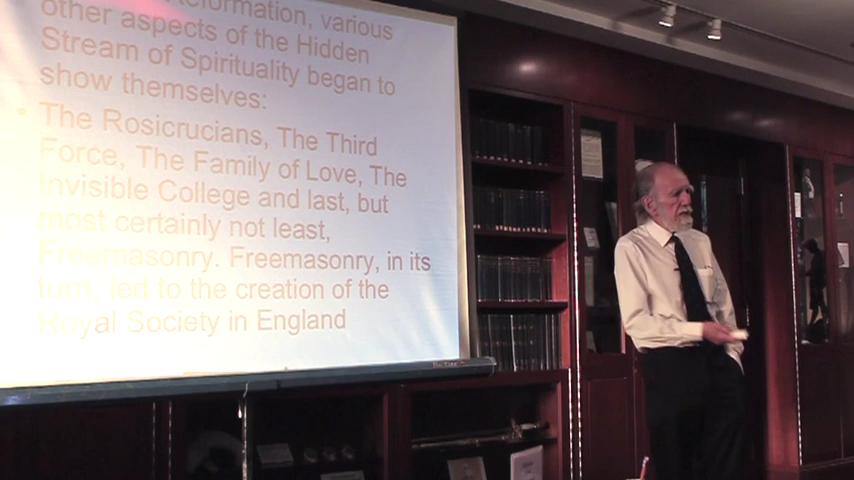 Reformation, various
other aspects of the Hidden
Stream of Spirituality began to
show themselves:
• The Rosicrucians, The Third
Force, The Family of Love, The
Invisible College and last, but
most certainly not least,
Freemasonry. Freemasonry, in its
turn, led to the creation of the
Royal Society in England